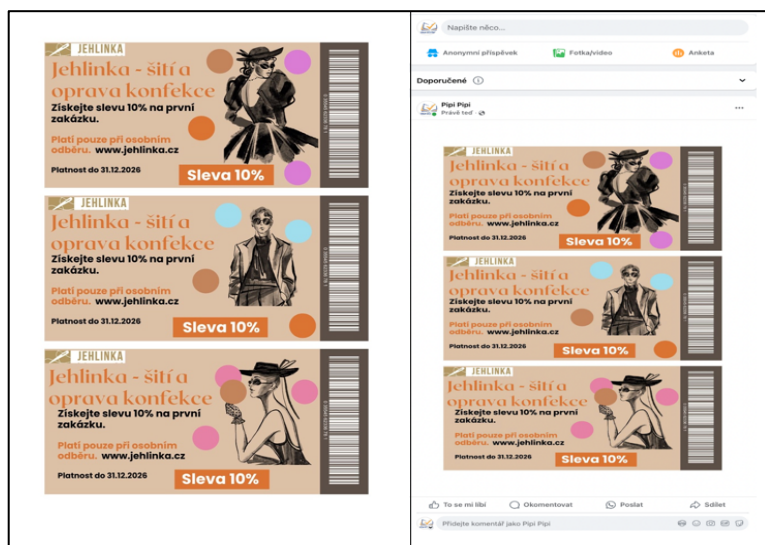 JEHLINKA
Jehlinka - šití a
oprava konfekce
Získejte slevu 10% na první
zakázku.
Platí pouze při osobním
odběru. www.jehlinka.cz
Platnost do 31.12.2026
Sleva 10%
JEHLINKA
Jehlinka - šití a
oprava konfekce
Získejte slevu 10% na první
zakázku.
Platí pouze při osobním
odběru. www.jehlinka.cz
Platnost do 31.12.2026
Sleva 10%
JEHLINKA
Jehlinka - šití a
oprava konfekce
Získejte slevu 10% na první
zakázku.
Platí pouze při osobním
odběru. www.jehlinka.cz
Platnost do 31.12.2026
Sleva 10%
Napište něco...
Anonymní příspěvek
Fotka/video
Anketa
Doporučené
Pipi Pipi
Právě teď
JEHLINKA
Jehlinka - šití a
oprava konfekce
Získejte slevu 10% na první
zakázku.
Platí pouze při osobním
odběru. www.jehlinka.cz
Platnost do 31.12.2026
Sleva 10%
JEHLINKA
Jehlinka - šití a
oprava konfekce
Získejte slevu 10% na první
zakázku.
Platí pouze při osobním
odběru. www.jehlinka.cz
Platnost do 31.12.2026
Sleva 10%
JEHLINKA
Jehlinka - šití a
oprava konfekce
Získejte slevu 10% na první
zakázku.
Platí pouze při osobním
odběru. www.jehlinka.cz
Platnost do 31.12.2026
Sleva 10%
To se mi líbí
Okomentovat
Poslat
Sdílet
Přidejte komentář jako Pipi Pipi